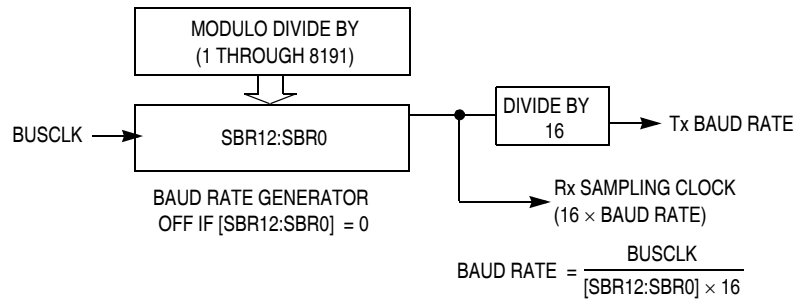 MODULO DIVIDE BY
(1 THROUGH 8191)
BUSCLK
SBR12:SBR0
DIVIDE BY
16
Tx BAUD RATE
BAUD RATE GENERATOR
OFF IF [SBR12:SBR0] = 0
Rx SAMPLING CLOCK
(16 × BAUD RATE)
BAUD RATE =
BUSCLK
[SBR12:SBR0] × 16